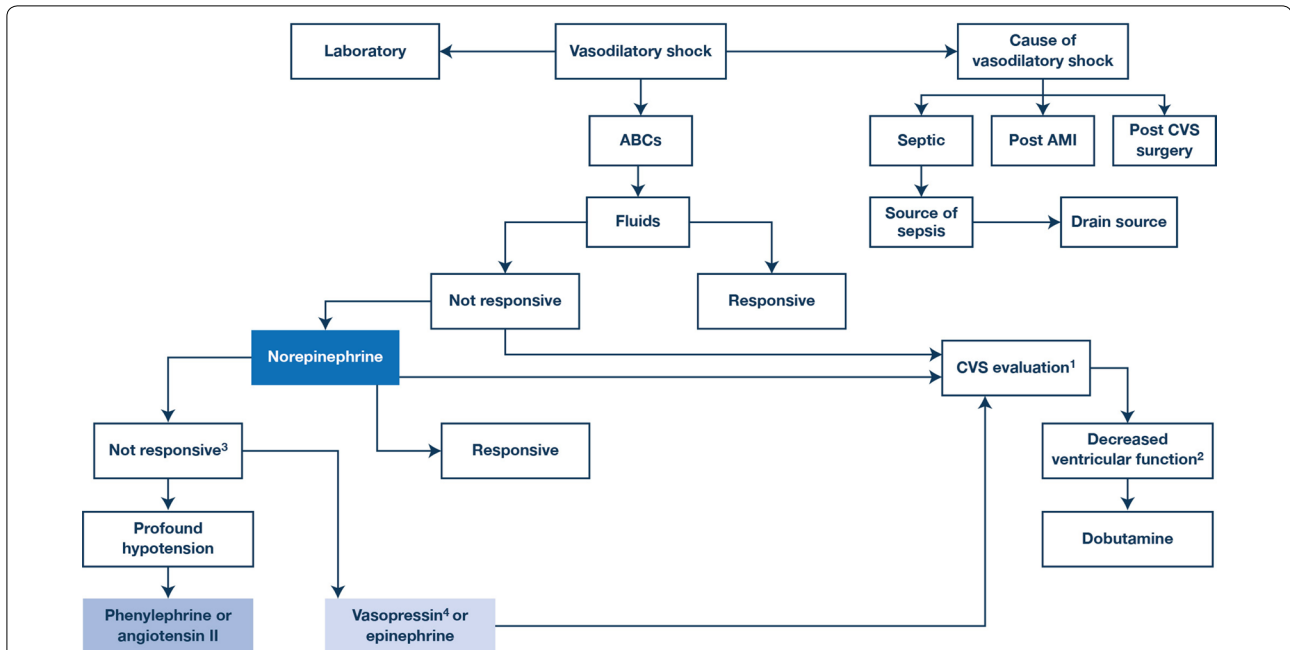 Laboratory
Vasodilatory shock
Cause of
vasodilatory shock
ABCs
Septic
Post AMI
Post CVS
surgery
Fluids
Source of
sepsis
Drain source
Not responsive
Responsive
Norepinephrine
CVS evaluation¹
Not responsive³
Responsive
Decreased
ventricular function²
Profound
hypotension
Dobutamine
Phenylephrine or
angiotensin II
Vasopressin⁴ or
epinephrine